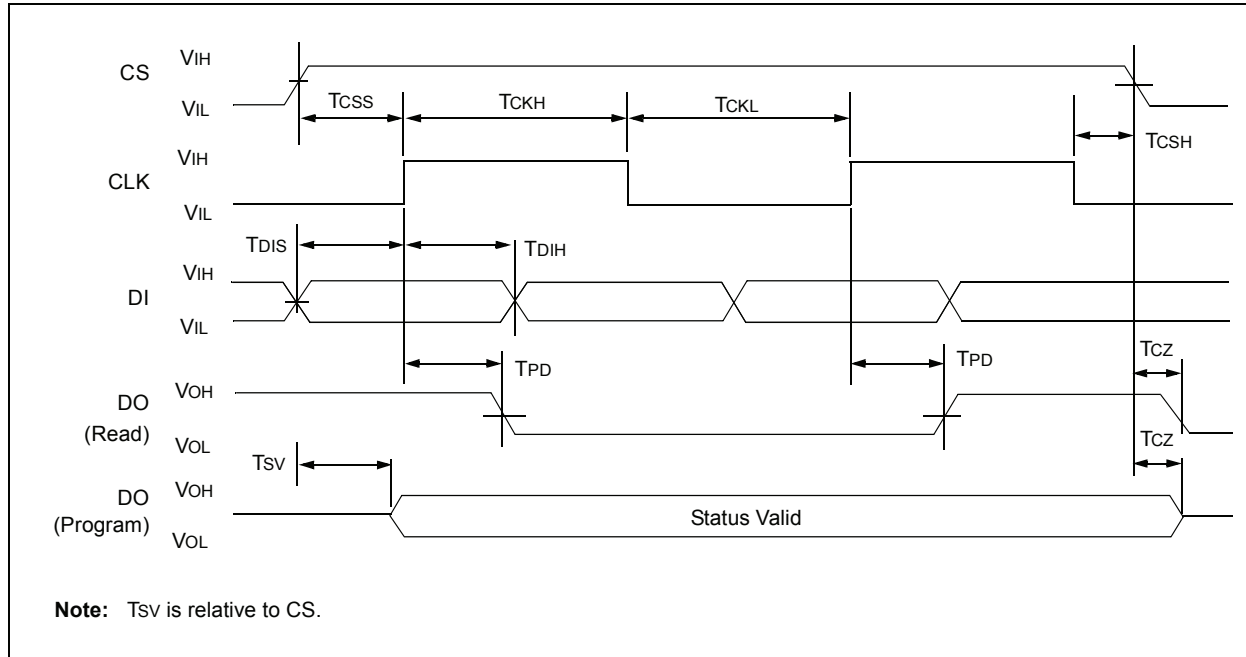 CS
VIH
VIL
TCSS
TCKH
TCKL
TCSH
CLK
VIH
VIL
TDIS
TDIH
DI
VIH
VIL
TPD
TPD
TCZ
DO
(Read)
VOH
VOL
TCZ
TSV
DO
(Program)
VOH
VOL
Status Valid
Note: TSV is relative to CS.